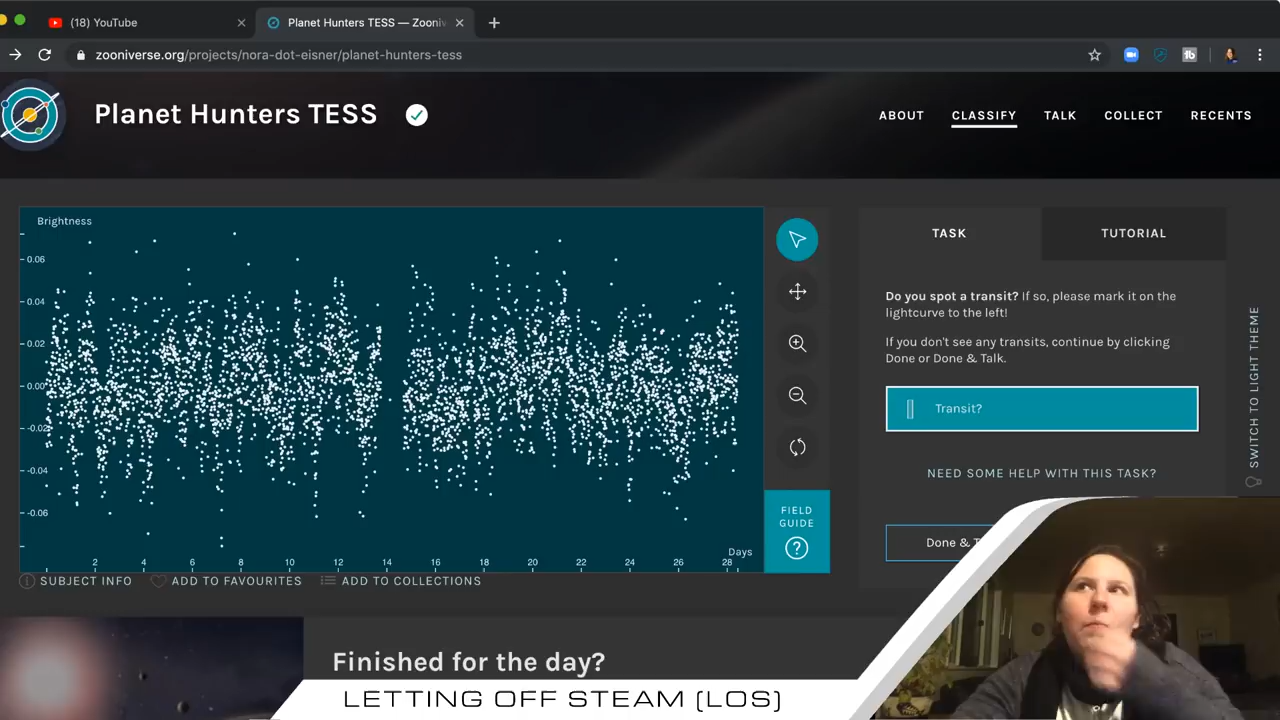 (18) YouTube
Planet Hunters TESS — Zooniv
zooniverse.org/projects/nora-dot-eisner/planet-hunters-tess
Planet Hunters TESS
ABOUT
CLASSIFY
TALK
COLLECT
RECENTS
Brightness
0.06
0.04
0.02
0.00
-0.02
-0.04
-0.06
2
4
6
8
10
12
14
16
18
20
22
24
26
28
Days
FIELD
GUIDE
?
SUBJECT INFO
ADD TO FAVOURITES
ADD TO COLLECTIONS
TASK
TUTORIAL
Do you spot a transit? If so, please mark it on the
lightcurve to the left!
If you don't see any transits, continue by clicking
Done or Done & Talk.
Transit?
NEED SOME HELP WITH THIS TASK?
Done &
SWITCH TO LIGHT THEME
Finished for the day?
LETTING OFF STEAM (LOS)